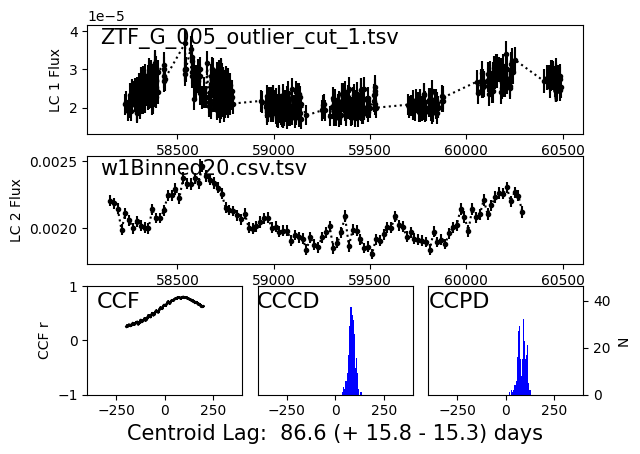 1e−5
ZTF_G_005_outlier_cut_1.tsv
LC 1 Flux
4
3
2
58500 59000 59500 60000 60500
w1Binned20.csv.tsv
LC 2 Flux
0.0025
0.0020
58500 59000 59500 60000 60500
CCF CCCD CCPD
CCF r
1
0
−1
40
20
0
N
−250 0 250 −250 0 250 −250 0 250
Centroid Lag:  86.6 (+ 15.8 - 15.3) days